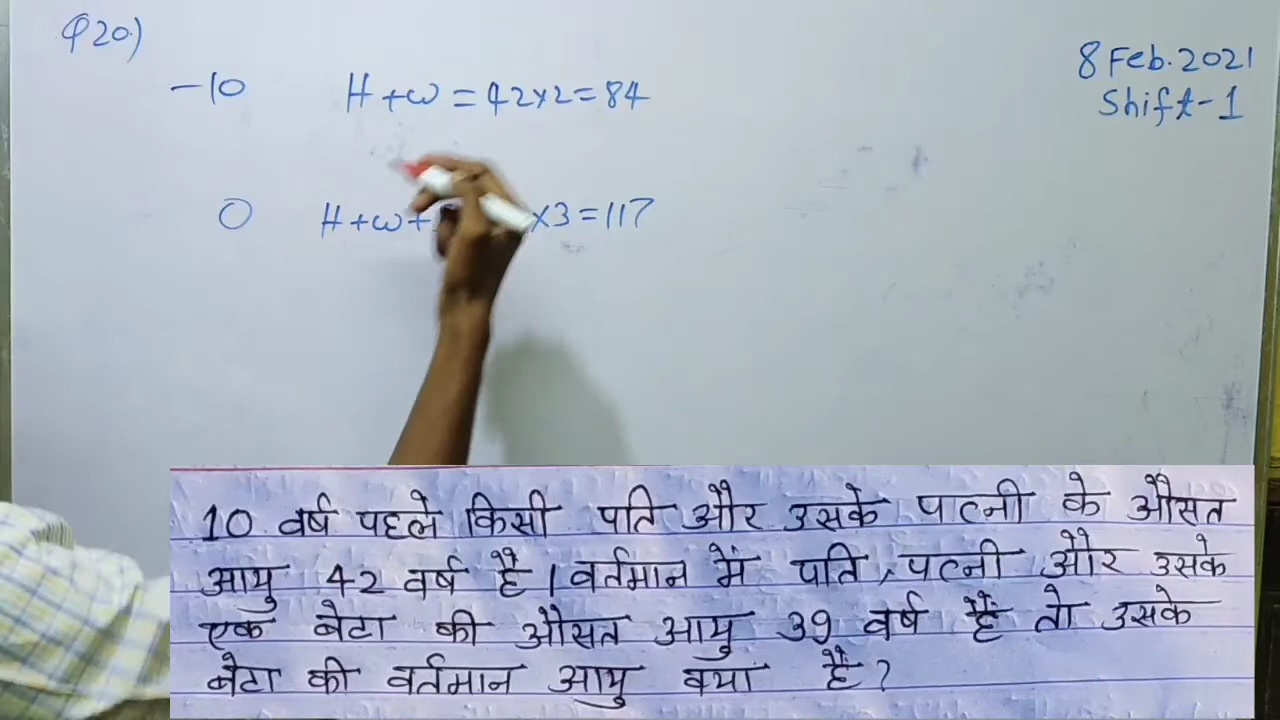 Q20.)
8 Feb. 2021
Shift-1
-10 H+W = 42×2=84
0 H+W+ ×3=117
10 वर्ष पहले किसी पति और उसके पत्नी के औसत
आयु 42 वर्ष है। वर्तमान में पति, पत्नी और उसके
एक बेटा की औसत आयु 39 वर्ष हैं तो उसके
बेटा की वर्तमान आयु क्या है?